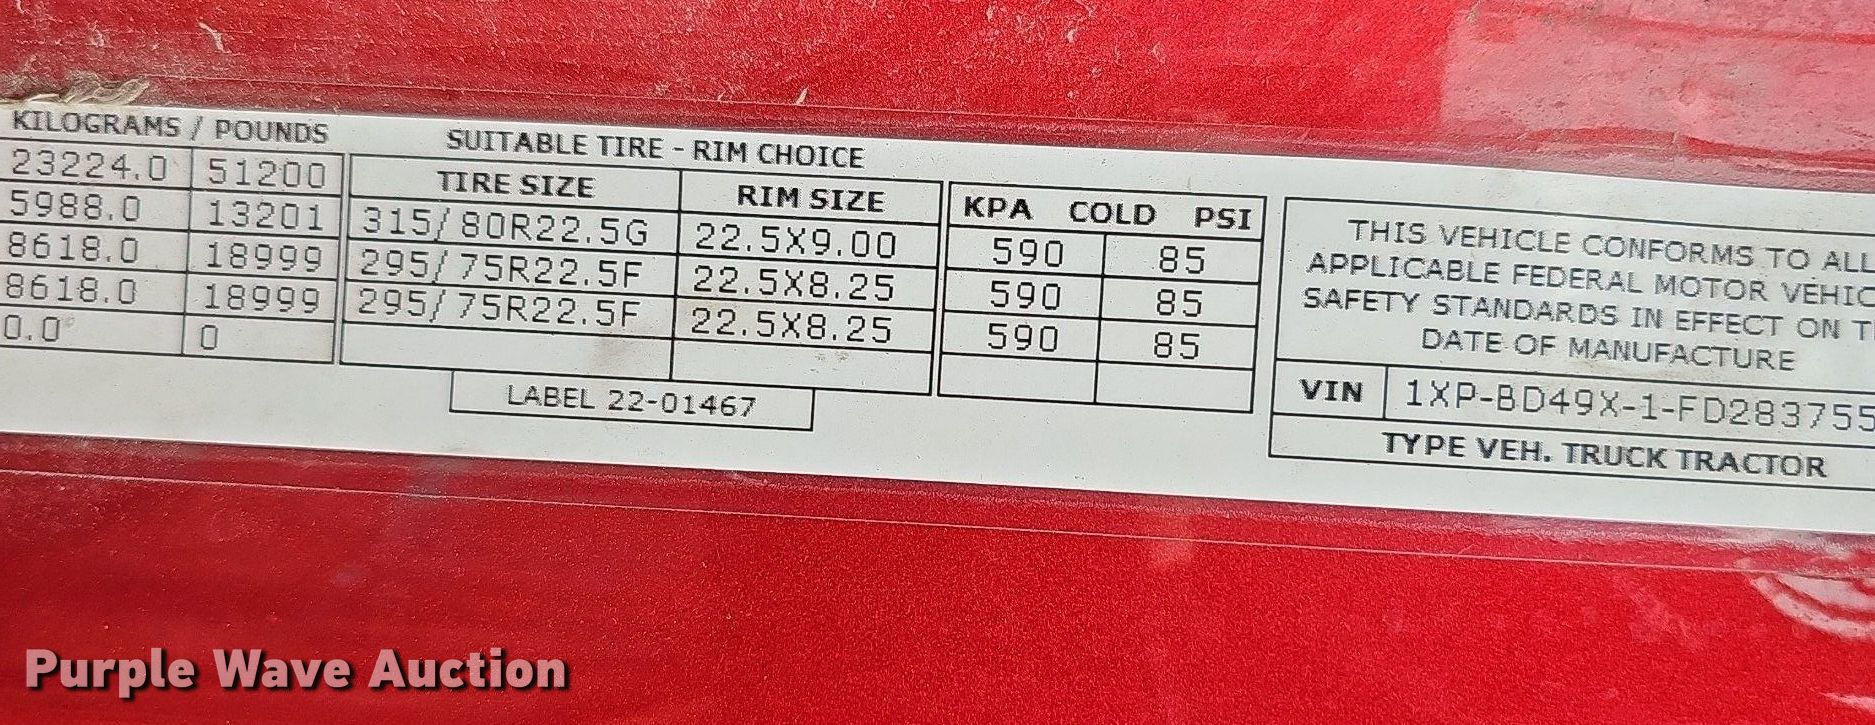 KILOGRAMS / POUNDS
23224.0 51200
5988.0 13201
8618.0 18999
8618.0 18999
0.0 0
SUITABLE TIRE - RIM CHOICE
TIRE SIZE RIM SIZE
315/80R22.5G 22.5X9.00
295/75R22.5F 22.5X8.25
295/75R22.5F 22.5X8.25
KPA COLD PSI
590 85
590 85
590 85
LABEL 22-01467
THIS VEHICLE CONFORMS TO ALL
APPLICABLE FEDERAL MOTOR VEHIC
SAFETY STANDARDS IN EFFECT ON T
DATE OF MANUFACTURE
VIN 1XP-BD49X-1-FD283755
TYPE VEH. TRUCK TRACTOR
Purple Wave Auction